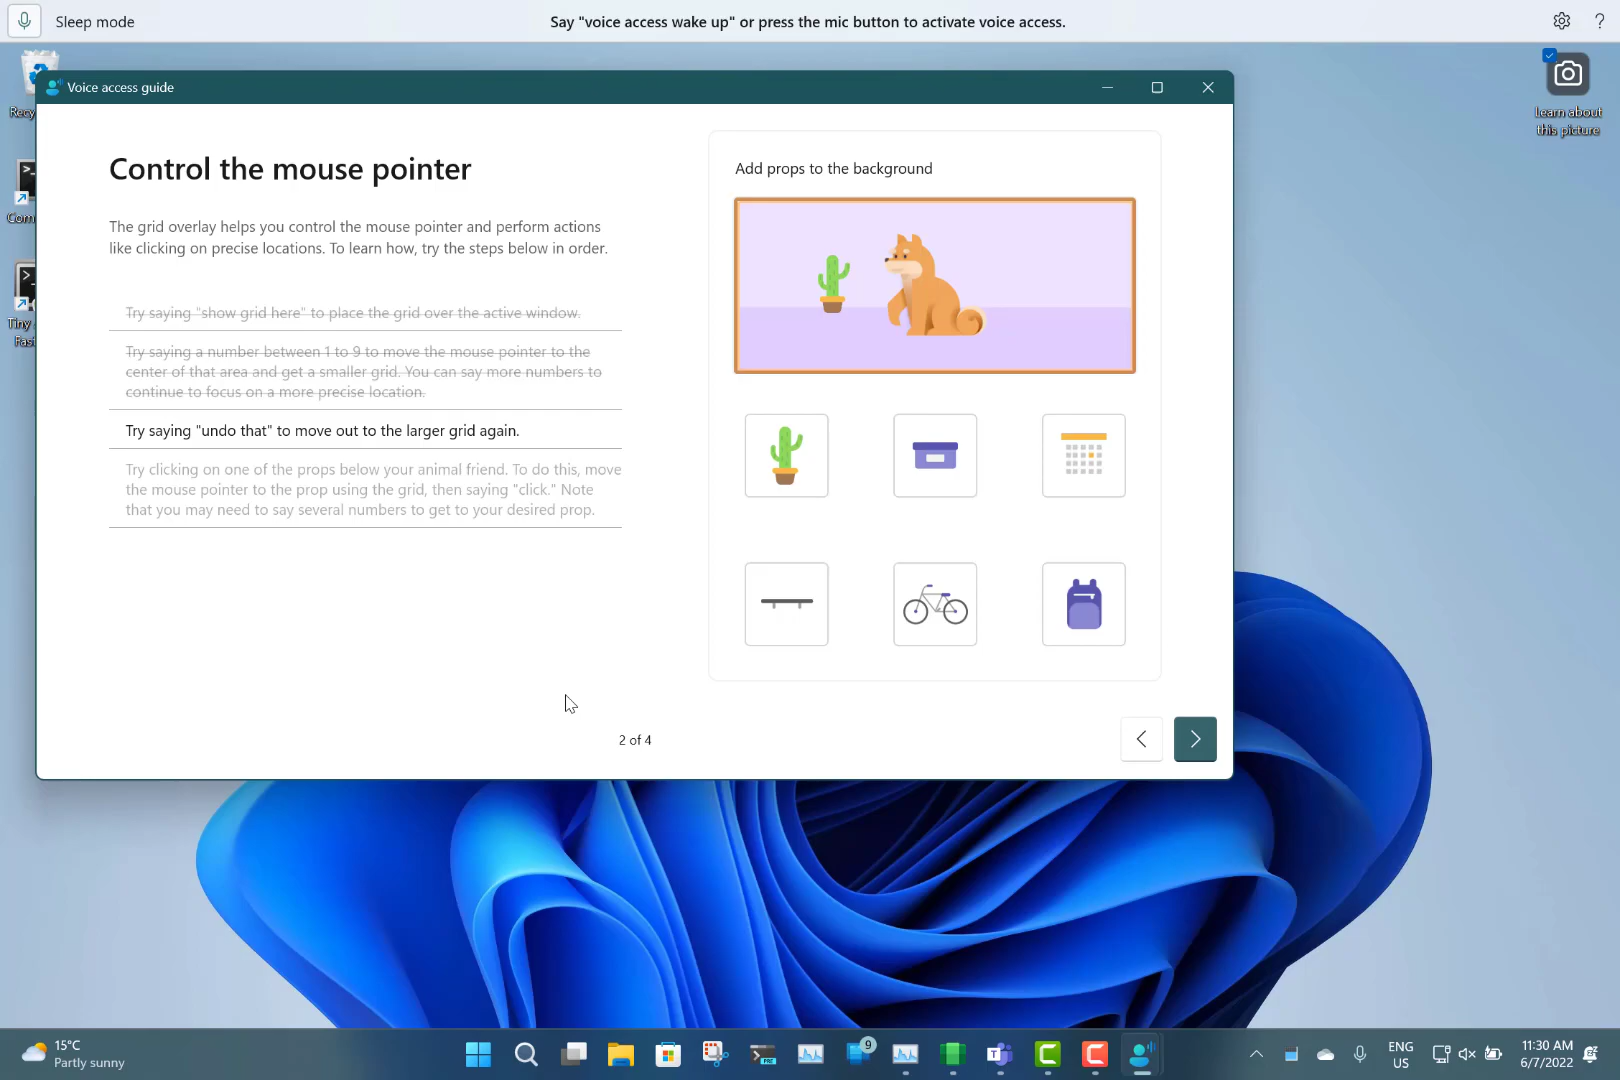 Sleep mode
Say "voice access wake up" or press the mic button to activate voice access.
?
Recy
Learn about
this picture
Voice access guide
Com
Tiny
Pas
Control the mouse pointer
The grid overlay helps you control the mouse pointer and perform actions
like clicking on precise locations. To learn how, try the steps below in order.
Try saying "show grid here" to place the grid over the active window.
Try saying a number between 1 to 9 to move the mouse pointer to the
center of that area and get a smaller grid. You can say more numbers to
continue to focus on a more precise location.
Try saying "undo that" to move out to the larger grid again.
Try clicking on one of the props below your animal friend. To do this, move
the mouse pointer to the prop using the grid, then saying "click." Note
that you may need to say several numbers to get to your desired prop.
Add props to the background
2 of 4
15°C
Partly sunny
PRE
9
T
C
C
ENG
US
11:30 AM
6/7/2022